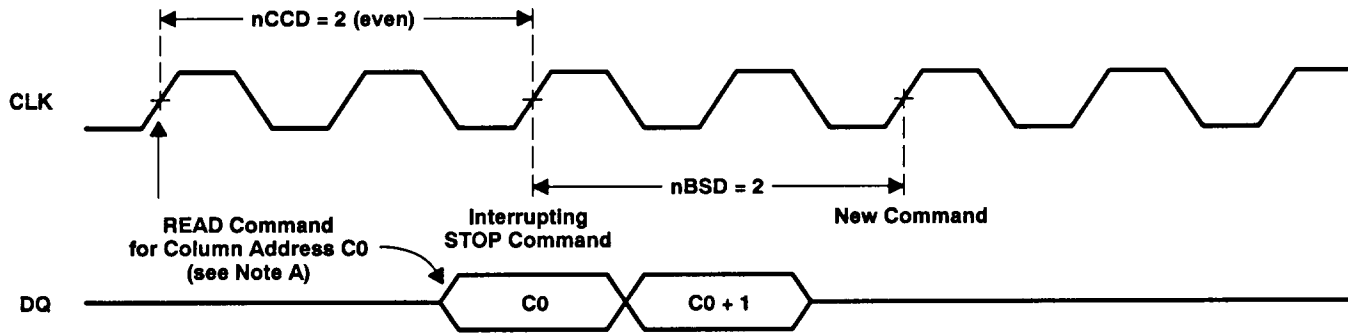 nCCD = 2 (even)
CLK
nBSD = 2
READ Command
for Column Address C0
(see Note A)
Interrupting
STOP Command
New Command
DQ
C0
C0 + 1